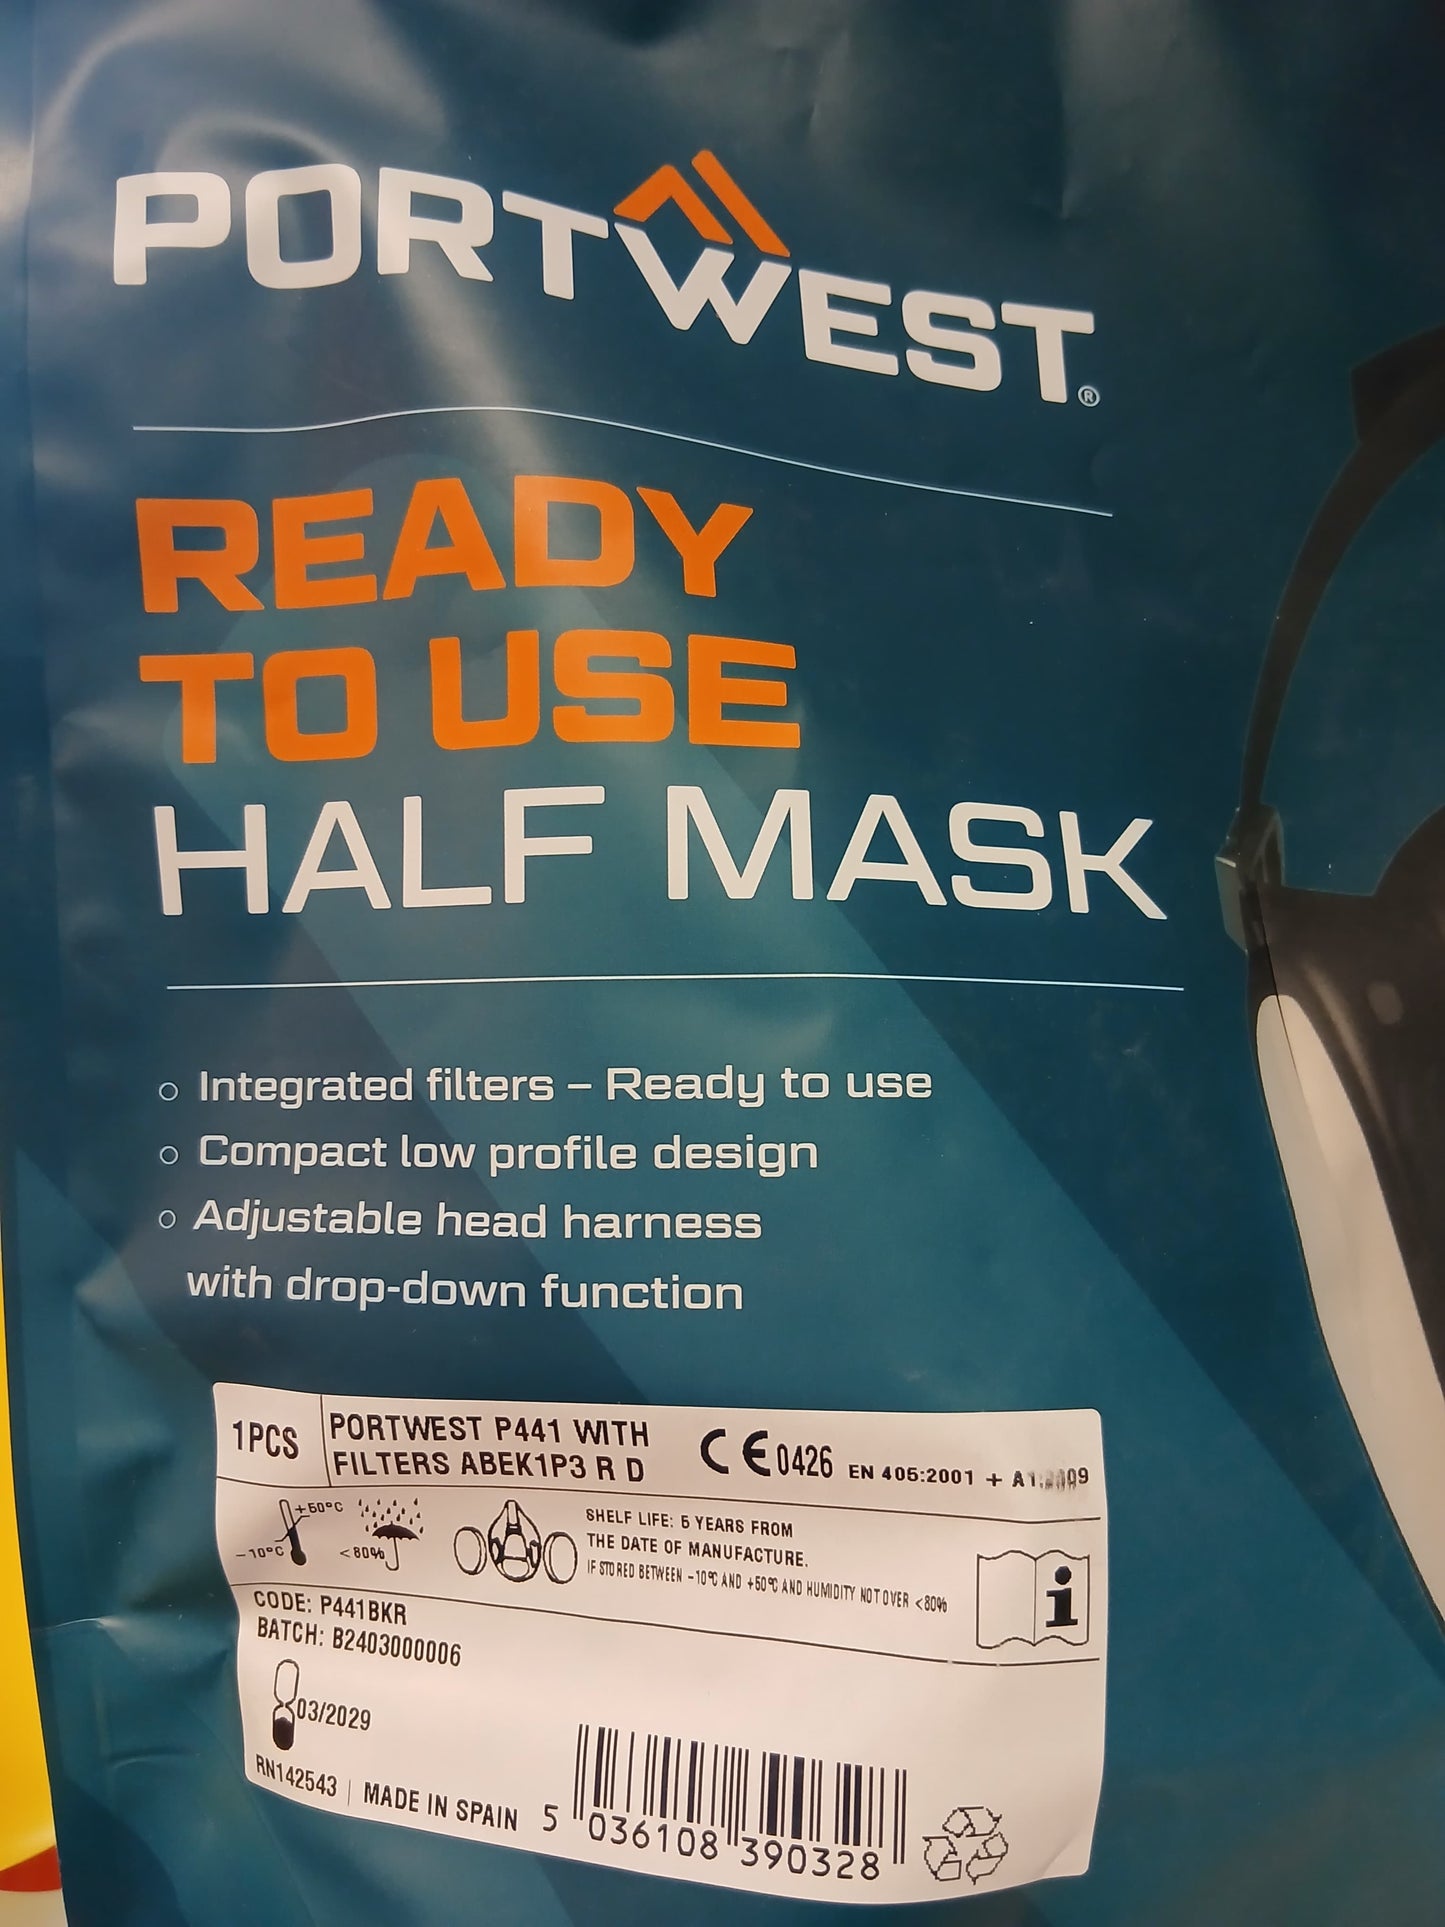 PORTWEST®
READY
TO USE
HALF MASK
Integrated filters – Ready to use
Compact low profile design
Adjustable head harness
with drop-down function
1PCS
PORTWEST P441 WITH
FILTERS ABEK1P3 R D
CE0426 EN 405:2001 + A1:2009
+50°C
-10°C
<80%
SHELF LIFE: 5 YEARS FROM
THE DATE OF MANUFACTURE.
IF STORED BETWEEN -10°C AND +50°C AND HUMIDITY NOT OVER <80%
i
CODE: P441BKR
BATCH: B2403000006
03/2029
RN142543 | MADE IN SPAIN
5 036108 390328